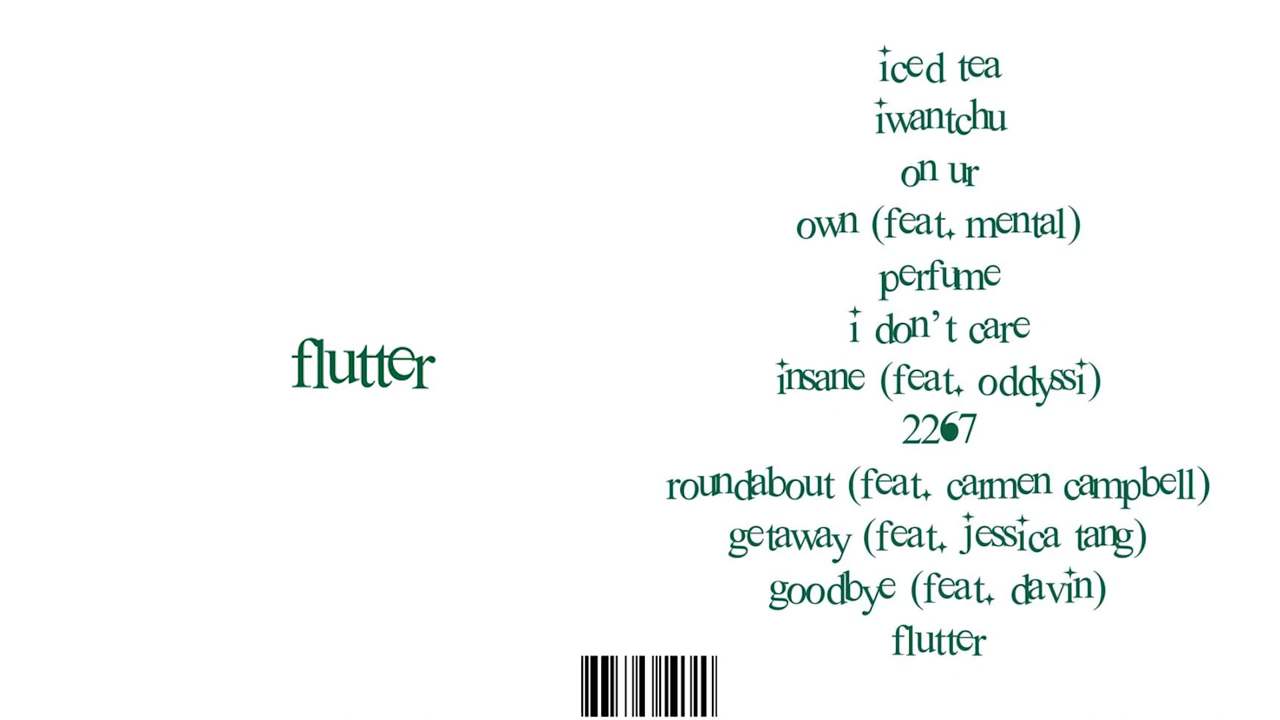 flutter
iced tea
iwantchu
on ur
own (feat. mental)
perfume
i don’t care
insane (feat. oddyssi)
2267
roundabout (feat. carmen campbell)
getaway (feat. jessica tang)
goodbye (feat. davin)
flutter